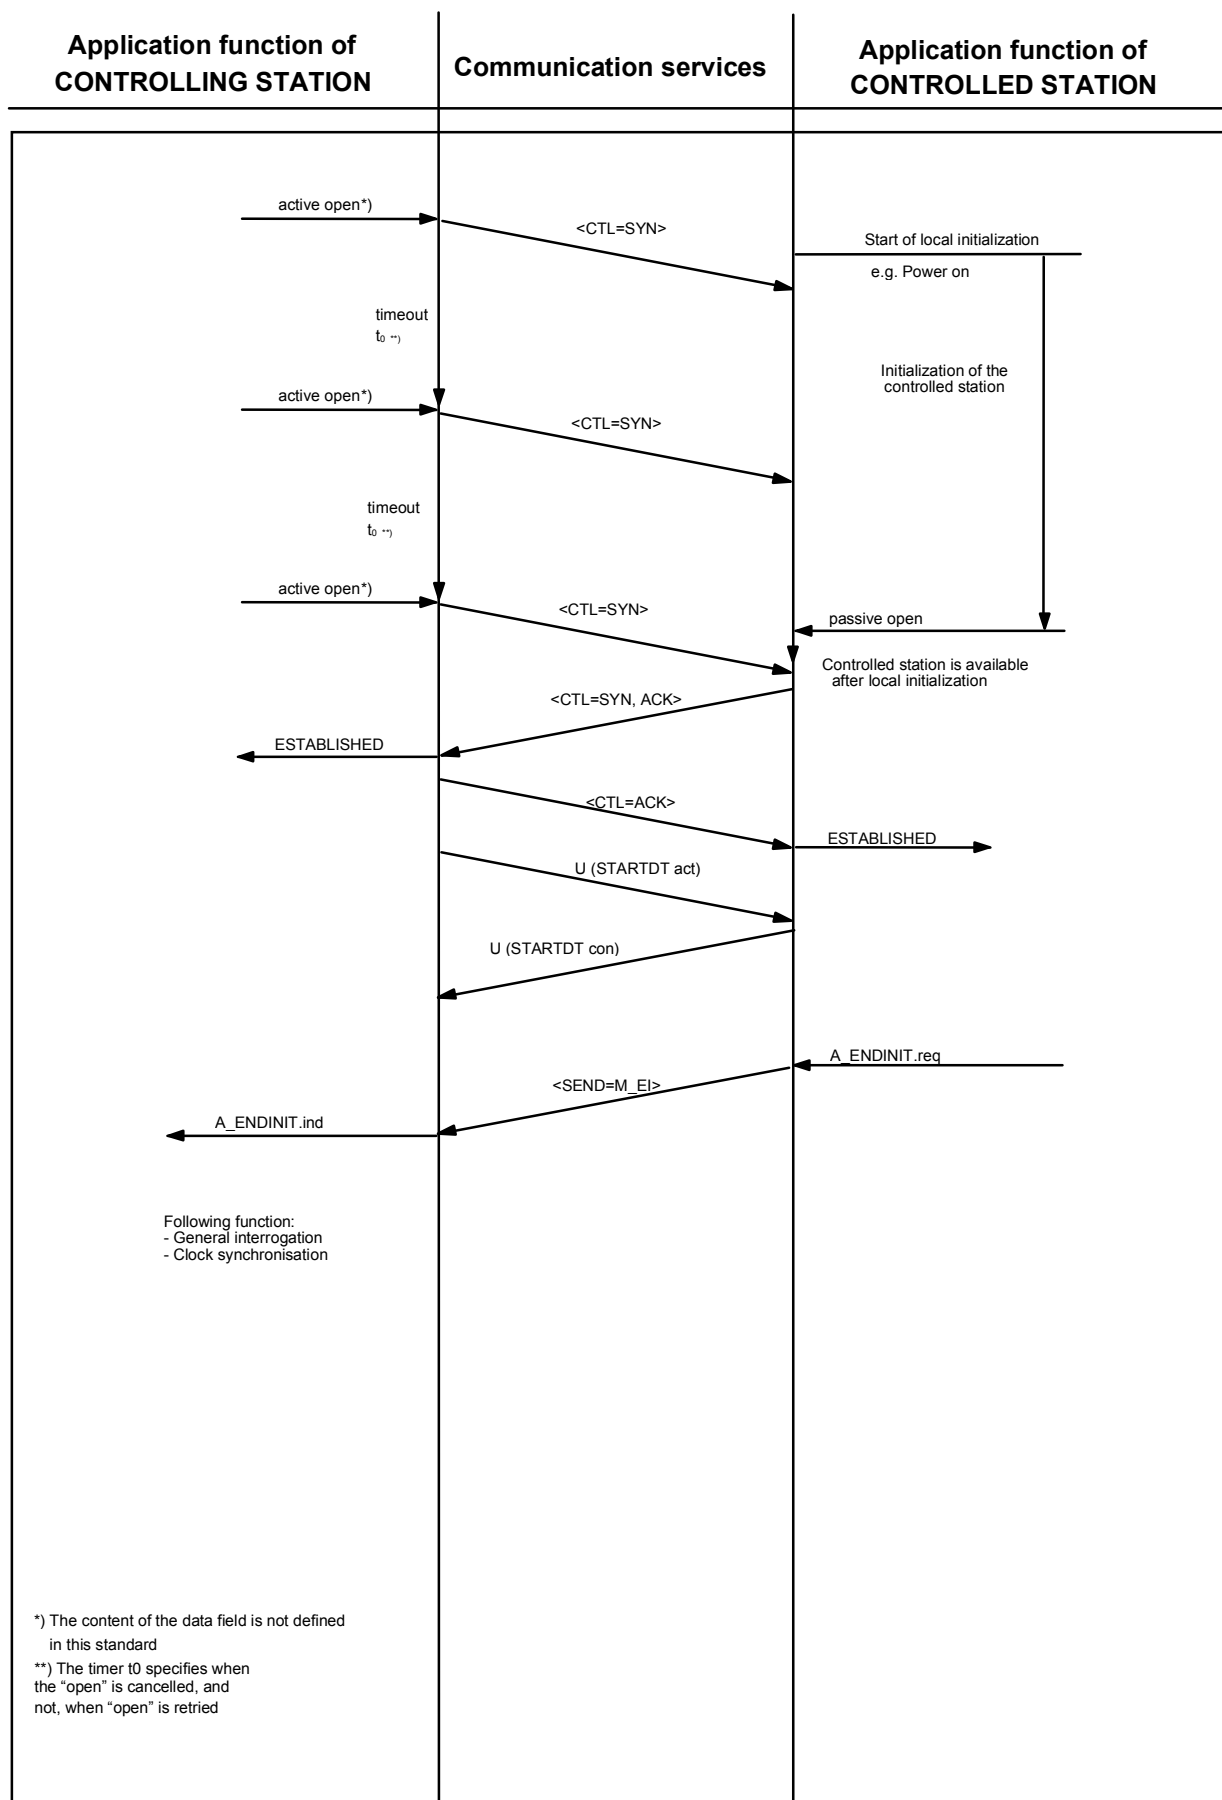 Application function of
CONTROLLING STATION
Communication services
Application function of
CONTROLLED STATION
active open*)
<CTL=SYN>
Start of local initialization
e.g. Power on
timeout
t0 **)
Initialization of the
controlled station
active open*)
<CTL=SYN>
timeout
t0 **)
active open*)
<CTL=SYN>
passive open
Controlled station is available
after local initialization
<CTL=SYN, ACK>
ESTABLISHED
<CTL=ACK>
ESTABLISHED
U (STARTDT act)
U (STARTDT con)
A_ENDINIT.req
<SEND=M_EI>
A_ENDINIT.ind
Following function:
- General interrogation
- Clock synchronisation
*) The content of the data field is not defined
in this standard
**) The timer t0 specifies when
the “open” is cancelled, and
not, when “open” is retried